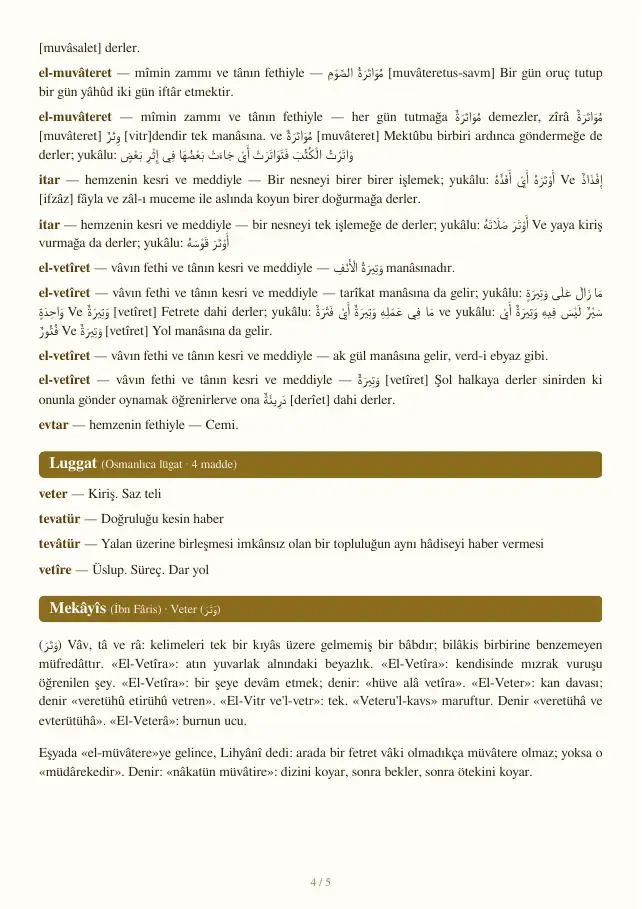 [muvâsalet] derler.
el-muvâteret — mîmin zammı ve tânın fethiyle — مُوَاتَرَةُ الصَّوْمِ [muvâteretus-savm] Bir gün oruç tutup
bir gün yâhûd iki gün iftâr etmektir.
el-muvâteret — mîmin zammı ve tânın fethiyle — her gün tutmağa مُوَاتَرَةٌ demezler, zîrâ مُوَاتَرَةٌ
[muvâteret] وِتْرٌ [vitr]dendir tek manâsına. ve مُوَاتَرَةٌ [muvâteret] Mektûbu birbiri ardınca göndermeğe de
derler; yukâlu: وَاتَرْتُ الْكُتُبَ فَتَوَاتَرَتْ أَيْ جَاءَتْ بَعْضُهَا فِي إِثْرِ بَعْضٍ
itar — hemzenin kesri ve meddiyle — Bir nesneyi birer birer işlemek; yukâlu: أَوْتَرَهُ أَيْ أَفَذَّهُ Ve إِفْذَاذٌ
[ifzâz] fâyla ve zâl-ı muceme ile aslında koyun birer doğurmağa derler.
itar — hemzenin kesri ve meddiyle — bir nesneyi tek işlemeğe de derler; yukâlu: أَوْتَرَ صَلَاتَهُ Ve yaya kiriş
vurmağa da derler; yukâlu: أَوْتَرَ قَوْسَهُ
el-vetîret — vâvın fethi ve tânın kesri ve meddiyle — وَتِيرَةُ الْأَنْفِ manâsınadır.
el-vetîret — vâvın fethi ve tânın kesri ve meddiyle — tarîkat manâsına da gelir; yukâlu: مَا زَالَ عَلَى وَتِيرَةٍ
وَاحِدَةٍ Ve وَتِيرَةٌ [vetîret] Fetrete dahi derler; yukâlu: مَا فِي عَمَلِهِ وَتِيرَةٌ أَيْ فَتْرَةٌ ve yukâlu: سَيْرٌ لَيْسَ فِيهِ وَتِيرَةٌ أَيْ
فُتُورٌ Ve وَتِيرَةٌ [vetîret] Yol manâsına da gelir.
el-vetîret — vâvın fethi ve tânın kesri ve meddiyle — ak gül manâsına gelir, verd-i ebyaz gibi.
el-vetîret — vâvın fethi ve tânın kesri ve meddiyle — وَتِيرَةٌ [vetîret] Şol halkaya derler sinirden ki
onunla gönder oynamak öğrenirlerve ona دَرِيئَةٌ [derîet] dahi derler.
evtar — hemzenin fethiyle — Cemi.
Luggat (Osmanlıca lügat · 4 madde)
veter — Kiriş. Saz teli
tevatür — Doğruluğu kesin haber
tevâtür — Yalan üzerine birleşmesi imkânsız olan bir topluluğun aynı hâdiseyi haber vermesi
vetîre — Üslup. Süreç. Dar yol
Mekâyîs (İbn Fâris) · Veter (وَتَرَ)
(وَتَرَ) Vâv, tâ ve râ: kelimeleri tek bir kıyâs üzere gelmemiş bir bâbdır; bilâkis birbirine benzemeyen
müfredâttır. «El-Vetîra»: atın yuvarlak alnındaki beyazlık. «El-Vetîra»: kendisinde mızrak vuruşu
öğrenilen şey. «El-Vetîra»: bir şeye devâm etmek; denir: «hüve alâ vetîra». «El-Veter»: kan davası;
denir «veretühû etirühû vetren». «El-Vitr ve'l-vetr»: tek. «Veteru'l-kavs» maruftur. Denir «veretühâ ve
evterütühâ». «El-Veterâ»: burnun ucu.
Eşyada «el-müvâtere»ye gelince, Lihyânî dedi: arada bir fetret vâki olmadıkça müvâtere olmaz; yoksa o
«müdârekedir». Denir: «nâkatün müvâtire»: dizini koyar, sonra bekler, sonra ötekini koyar.
4 / 5